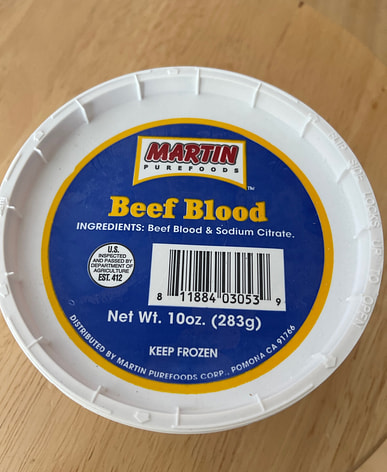 MARTIN
PUREFOODS
TM
Beef Blood
INGREDIENTS: Beef Blood & Sodium Citrate.
U.S.
INSPECTED
AND PASSED BY
DEPARTMENT OF
AGRICULTURE
EST. 412
8 11884 03053 9
Net Wt. 10oz. (283g)
KEEP FROZEN
DISTRIBUTED BY MARTIN PUREFOODS CORP., POMONA CA 91766